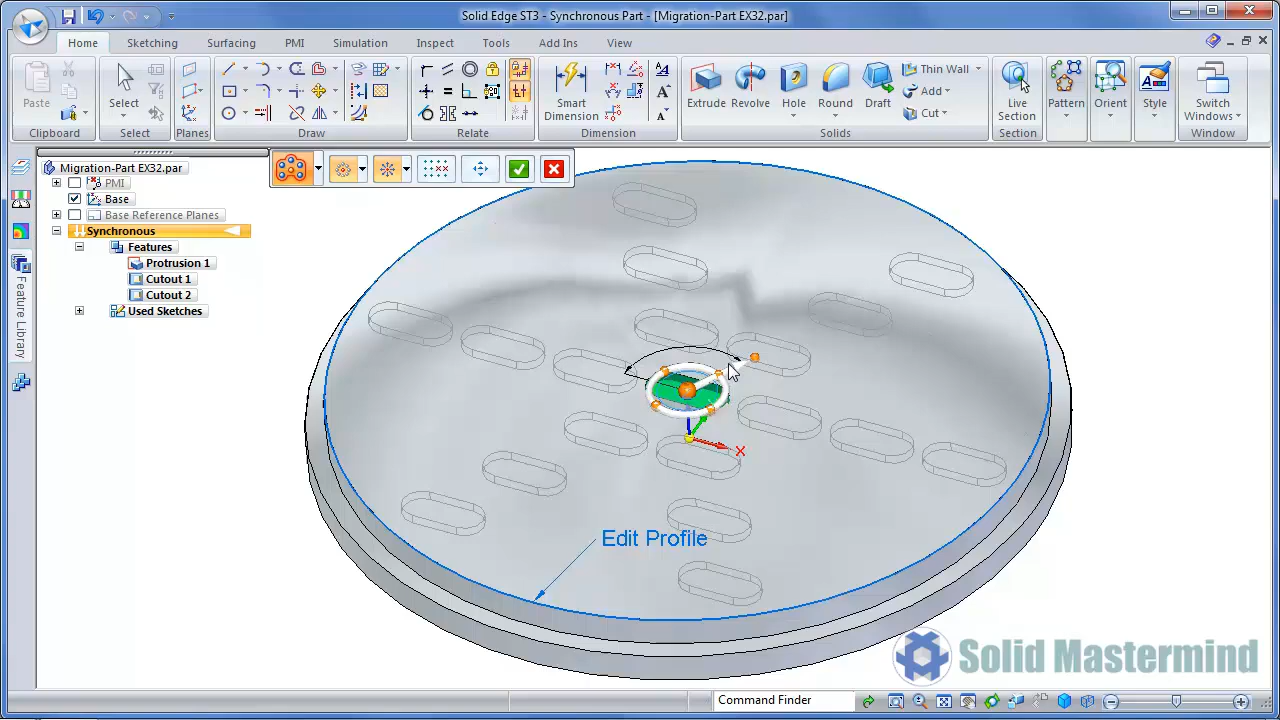 Solid Edge ST3 - Synchronous Part - [Migration-Part EX32.par]
Home Sketching Surfacing PMI Simulation Inspect Tools Add Ins View
Paste
Clipboard
Select
Select
Planes
Draw
Relate
Smart
Dimension
Dimension
Extrude Revolve Hole Round Draft
Thin Wall
Add
Cut
Solids
Live
Section
Section
Pattern
Orient
Style
Switch
Windows
Window
Migration-Part EX32.par
PMI
Base
Base Reference Planes
Synchronous
Features
Protrusion 1
Cutout 1
Cutout 2
Used Sketches
Feature Library
X
Edit Profile
Solid Mastermind
Command Finder